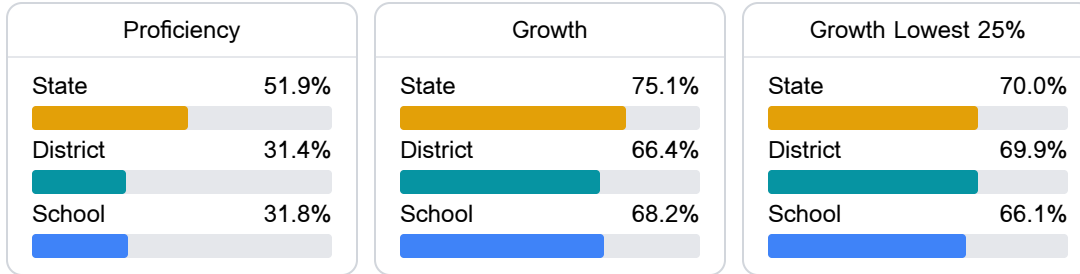 Proficiency
State 51.9%
District 31.4%
School 31.8%
Growth
State 75.1%
District 66.4%
School 68.2%
Growth Lowest 25%
State 70.0%
District 69.9%
School 66.1%